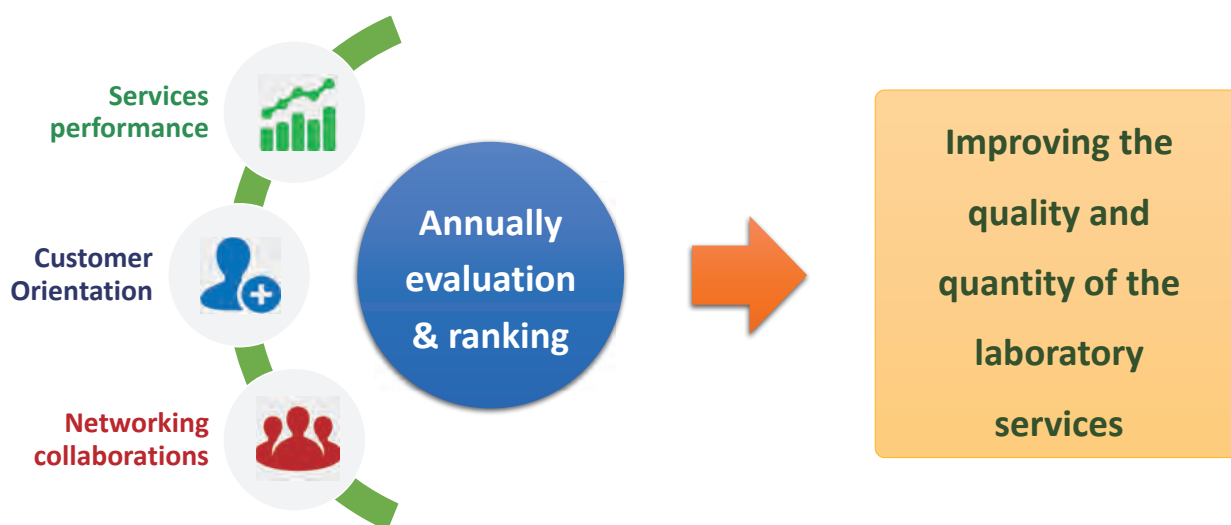 Services
performance
Customer
Orientation
Networking
collaborations
Annually
evaluation
& ranking
Improving the
quality and
quantity of the
laboratory
services